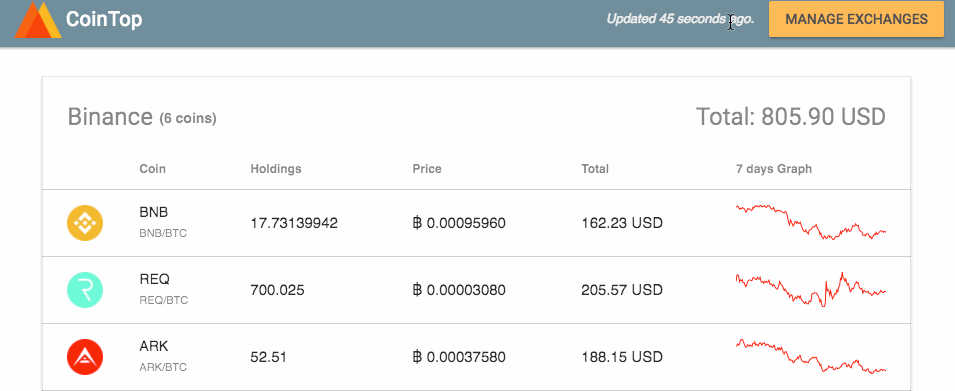 CoinTop
Updated 45 seconds ago.
MANAGE EXCHANGES
Binance (6 coins)
Total: 805.90 USD
Coin Holdings Price Total 7 days Graph
BNB
BNB/BTC
17.73139942 ฿ 0.00095960 162.23 USD
REQ
REQ/BTC
700.025 ฿ 0.00003080 205.57 USD
ARK
ARK/BTC
52.51 ฿ 0.00037580 188.15 USD